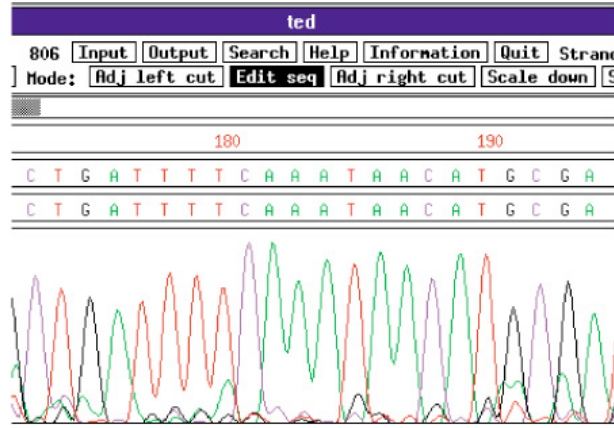 ted
806 Input Output Search Help Information Quit Strand
] Mode: Adj left cut Edit seq Adj right cut Scale down S
180 190
C T G A T T T T C A A A T A A C A T G C G A
C T G A T T T T C A A A T A A C A T G C G A